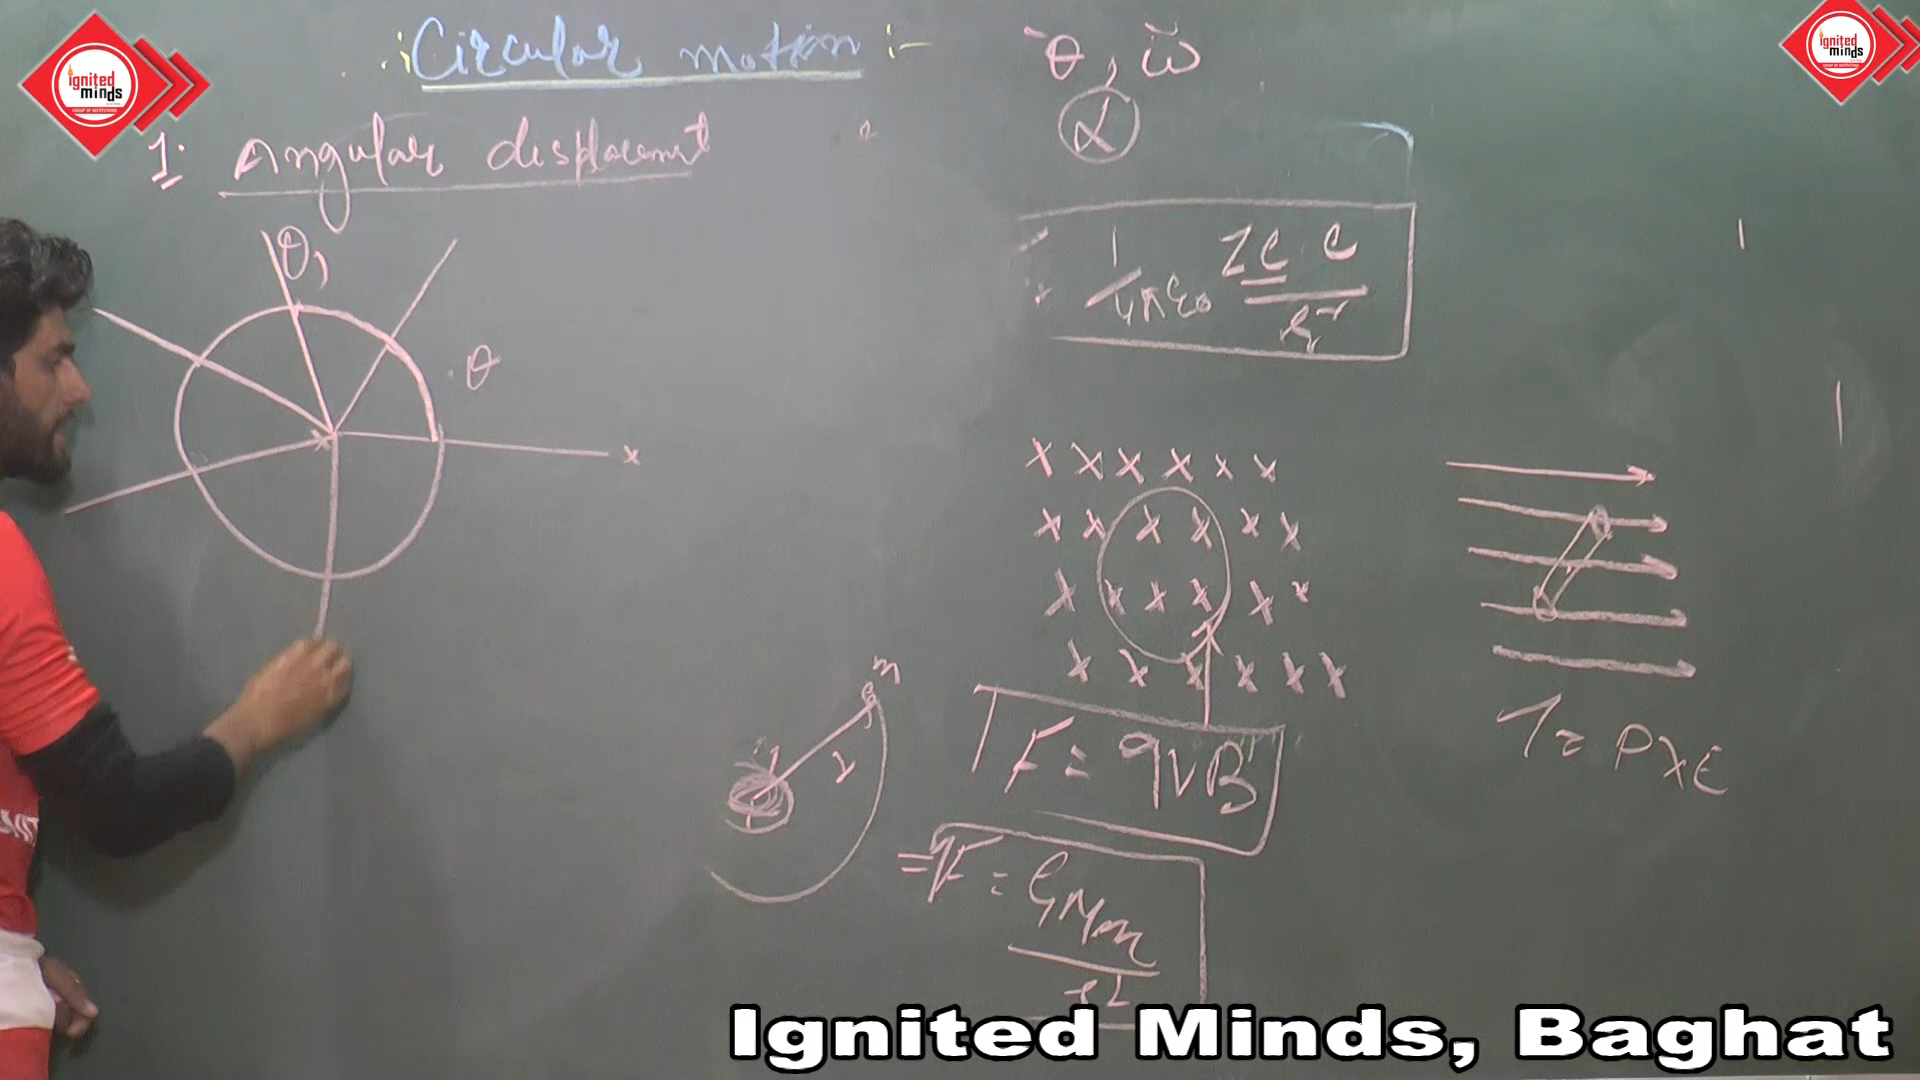 ignited
minds
Circular motion :-
θ, ω
α
ignited
minds
1. Angular displacement
θ,
θ
x
1
4πε₀
Ze e
r²
x x x x x x
x x x x x x
x x x x x x
x x x x x x
m
r
F = qvB
τ = P×E
= F = GMm
r²
Ignited Minds, Baghat